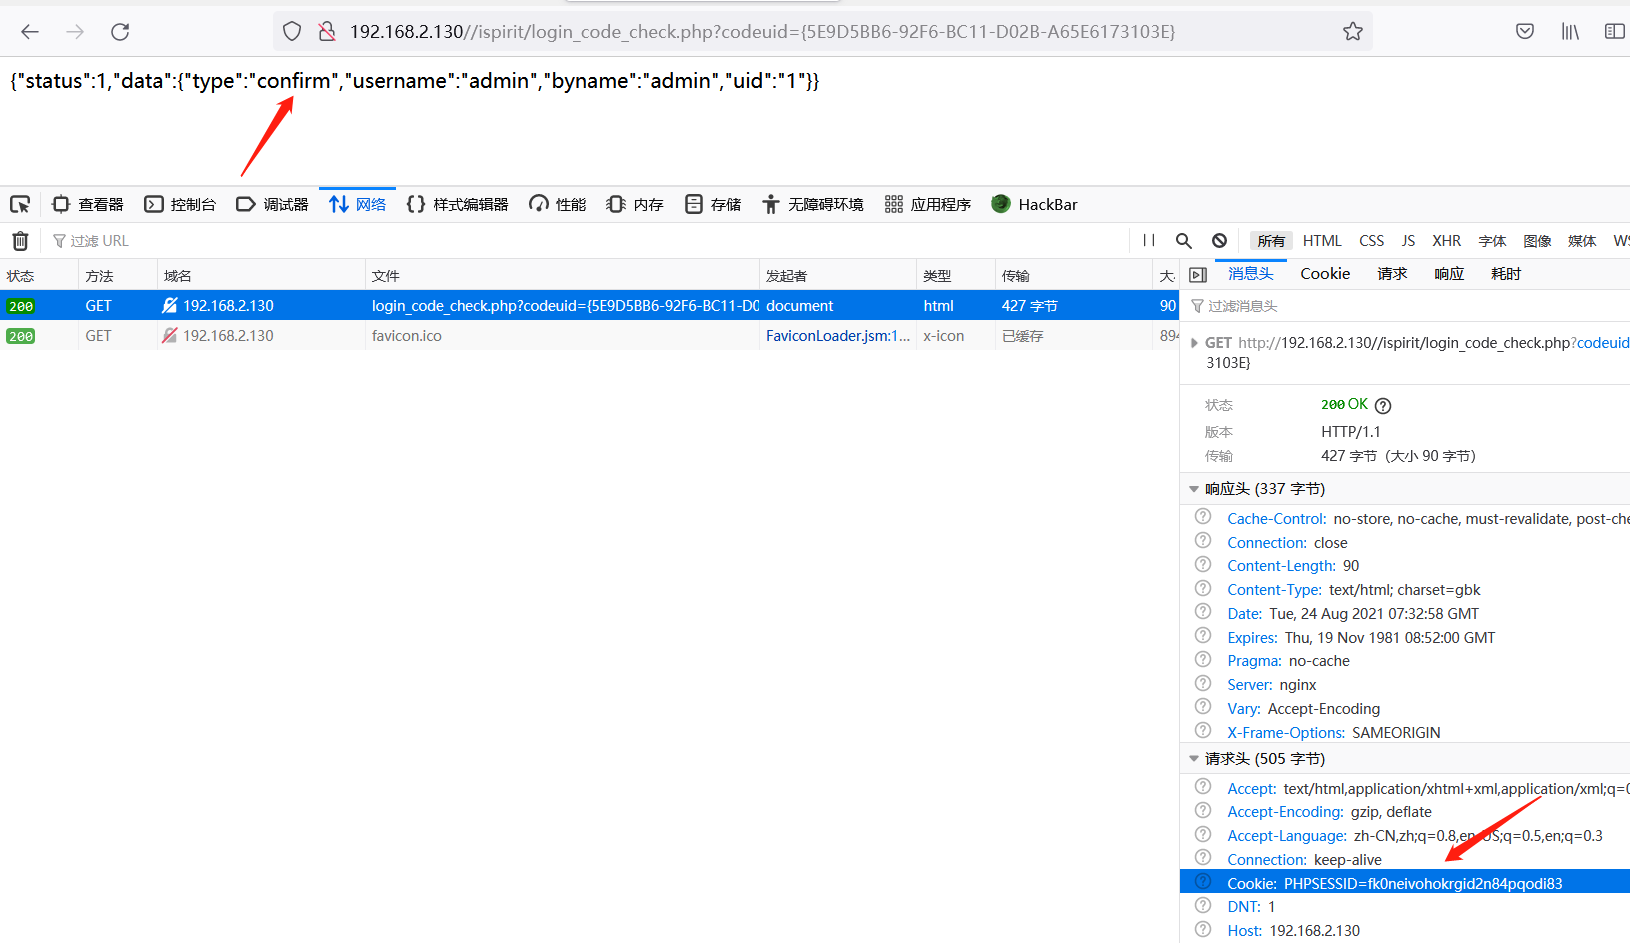 192.168.2.130//ispirit/login_code_check.php?codeuid={5E9D5BB6-92F6-BC11-D02B-A65E6173103E}
{"status":1,"data":{"type":"confirm","username":"admin","byname":"admin","uid":"1"}}
查看器 控制台 调试器 网络 样式编辑器 性能 内存 存储 无障碍环境 应用程序 HackBar
过滤 URL 所有 HTML CSS JS XHR 字体 图像 媒体 WS
状态 方法 域名 文件 发起者 类型 传输 大
200 GET 192.168.2.130 login_code_check.php?codeuid={5E9D5BB6-92F6-BC11-D0 document html 427 字节 90
200 GET 192.168.2.130 favicon.ico FaviconLoader.jsm:1... x-icon 已缓存 894
消息头 Cookie 请求 响应 耗时
过滤消息头
GET http://192.168.2.130//ispirit/login_code_check.php?codeuid
3103E}
状态 200 OK
版本 HTTP/1.1
传输 427 字节 (大小 90 字节)
响应头 (337 字节)
Cache-Control: no-store, no-cache, must-revalidate, post-che
Connection: close
Content-Length: 90
Content-Type: text/html; charset=gbk
Date: Tue, 24 Aug 2021 07:32:58 GMT
Expires: Thu, 19 Nov 1981 08:52:00 GMT
Pragma: no-cache
Server: nginx
Vary: Accept-Encoding
X-Frame-Options: SAMEORIGIN
请求头 (505 字节)
Accept: text/html,application/xhtml+xml,application/xml;q=0
Accept-Encoding: gzip, deflate
Accept-Language: zh-CN,zh;q=0.8,en-US;q=0.5,en;q=0.3
Connection: keep-alive
Cookie: PHPSESSID=fk0neivohokrgid2n84pqodi83
DNT: 1
Host: 192.168.2.130